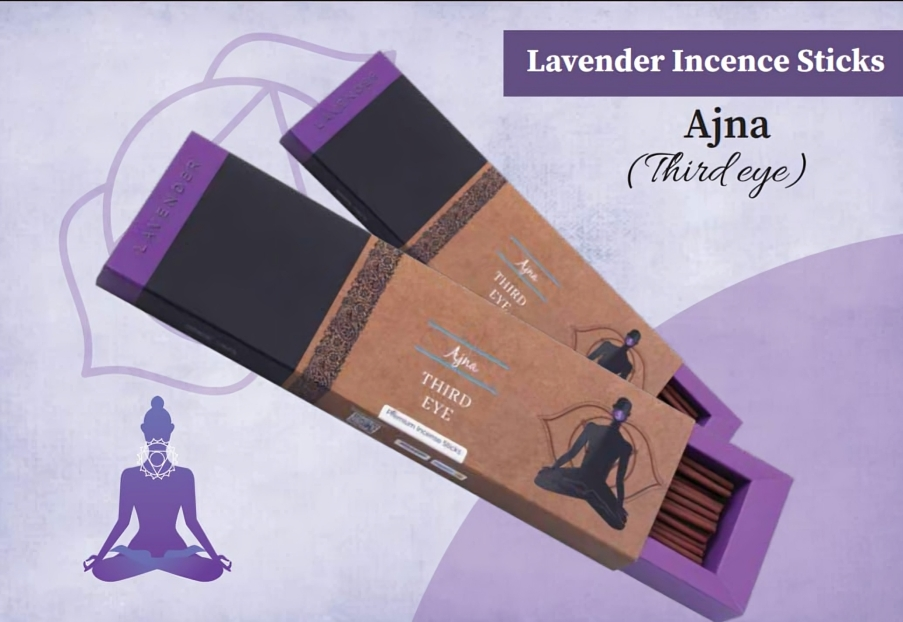 Lavender Incence Sticks
Ajna
(Third eye)
LAVENDER
Ajna
THIRD
EYE
LAVENDER
Ajna
THIRD
EYE
Premium Incense Sticks